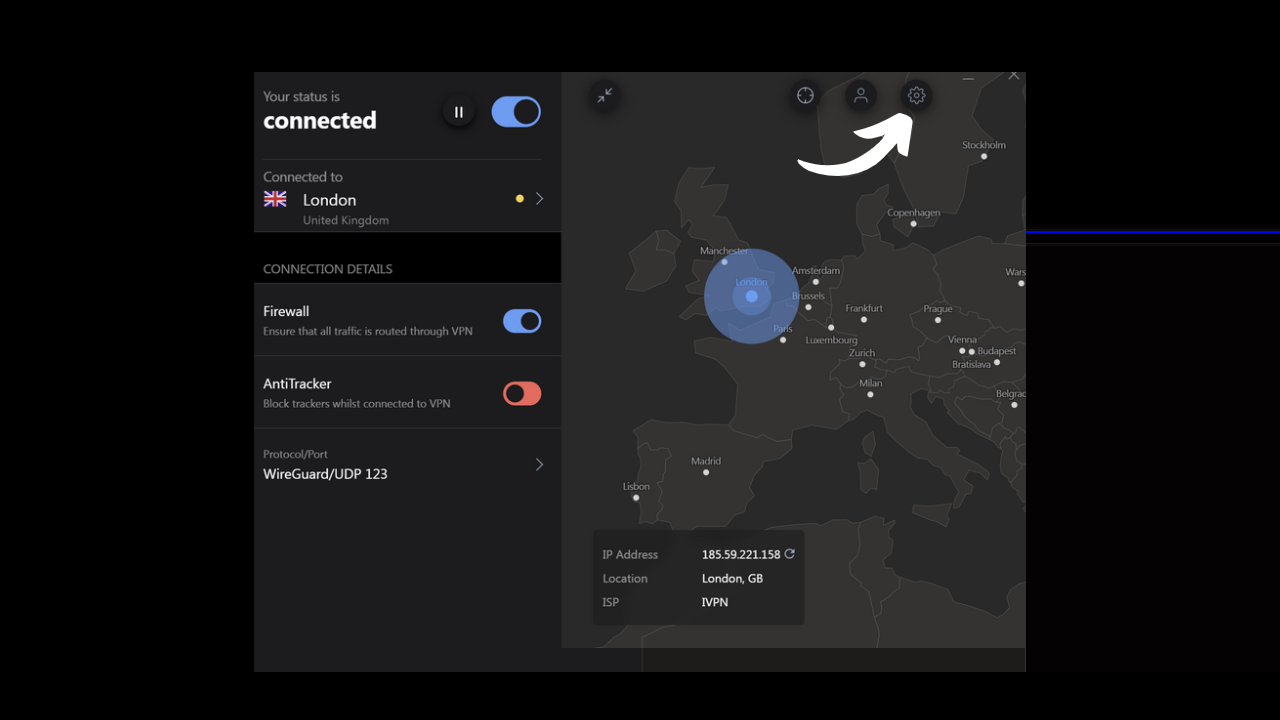 Your status is
connected
Connected to
London
United Kingdom
CONNECTION DETAILS
Firewall
Ensure that all traffic is routed through VPN
AntiTracker
Block trackers whilst connected to VPN
Protocol/Port
WireGuard/UDP 123
Stockholm
Copenhagen
Manchester
Amsterdam
London
Brussels
Wars
Frankfurt
Prague
Paris
Luxembourg
Vienna
Zurich
Budapest
Bratislava
Milan
Belgrad
Madrid
Lisbon
IP Address 185.59.221.158
Location London, GB
ISP IVPN